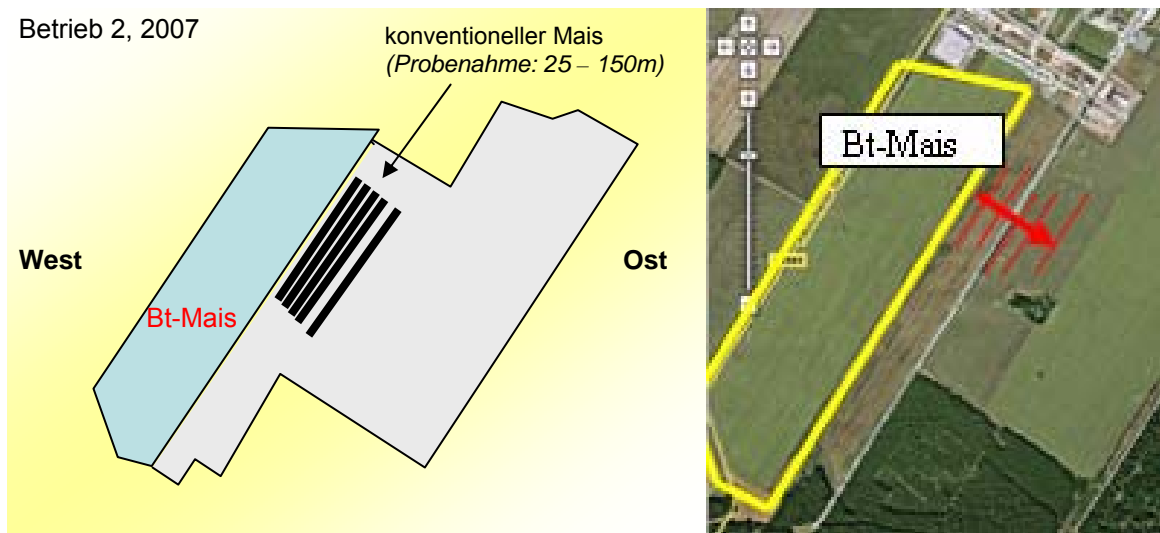 Betrieb 2, 2007
konventioneller Mais
(Probenahme: 25 – 150m)
West
Ost
Bt-Mais
Bt-Mais